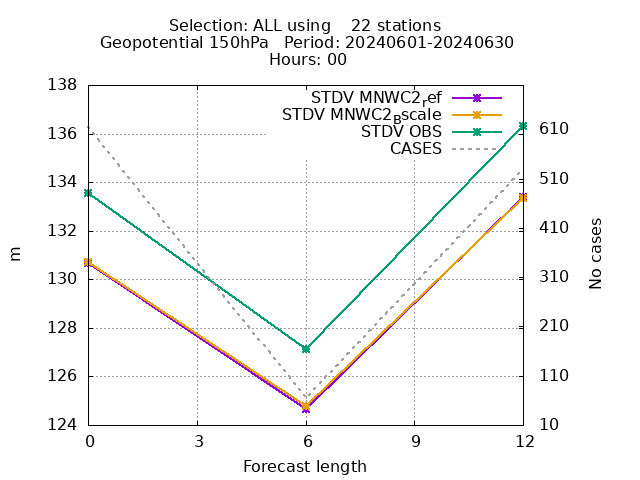 Selection: ALL using 22 stations
Geopotential 150hPa Period: 20240601-20240630
Hours: 00
STDV MNWC2ref
STDV MNWC2Bscale
STDV OBS
CASES
138
136
134
132
130
128
126
124
610
510
410
310
210
110
10
0 3 6 9 12
m
No cases
Forecast length